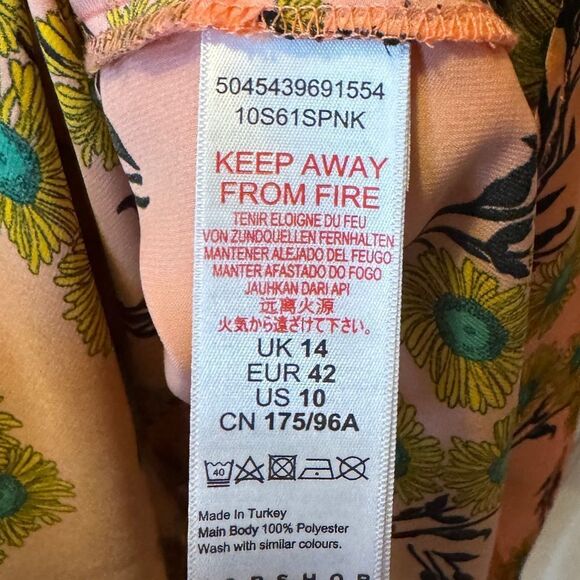 5045439691554
10S61SPNK
KEEP AWAY
FROM FIRE
TENIR ELOIGNE DU FEU
VON ZUNDQUELLEN FERNHALTEN
MANTENER ALEJADO DEL FEUGO
MANTER AFASTADO DO FOGO
JAUHKAN DARI API
远离火源
火気から遠ざけて下さい。
UK 14
EUR 42
US 10
CN 175/96A
40
Made In Turkey
Main Body 100% Polyester
Wash with similar colours.